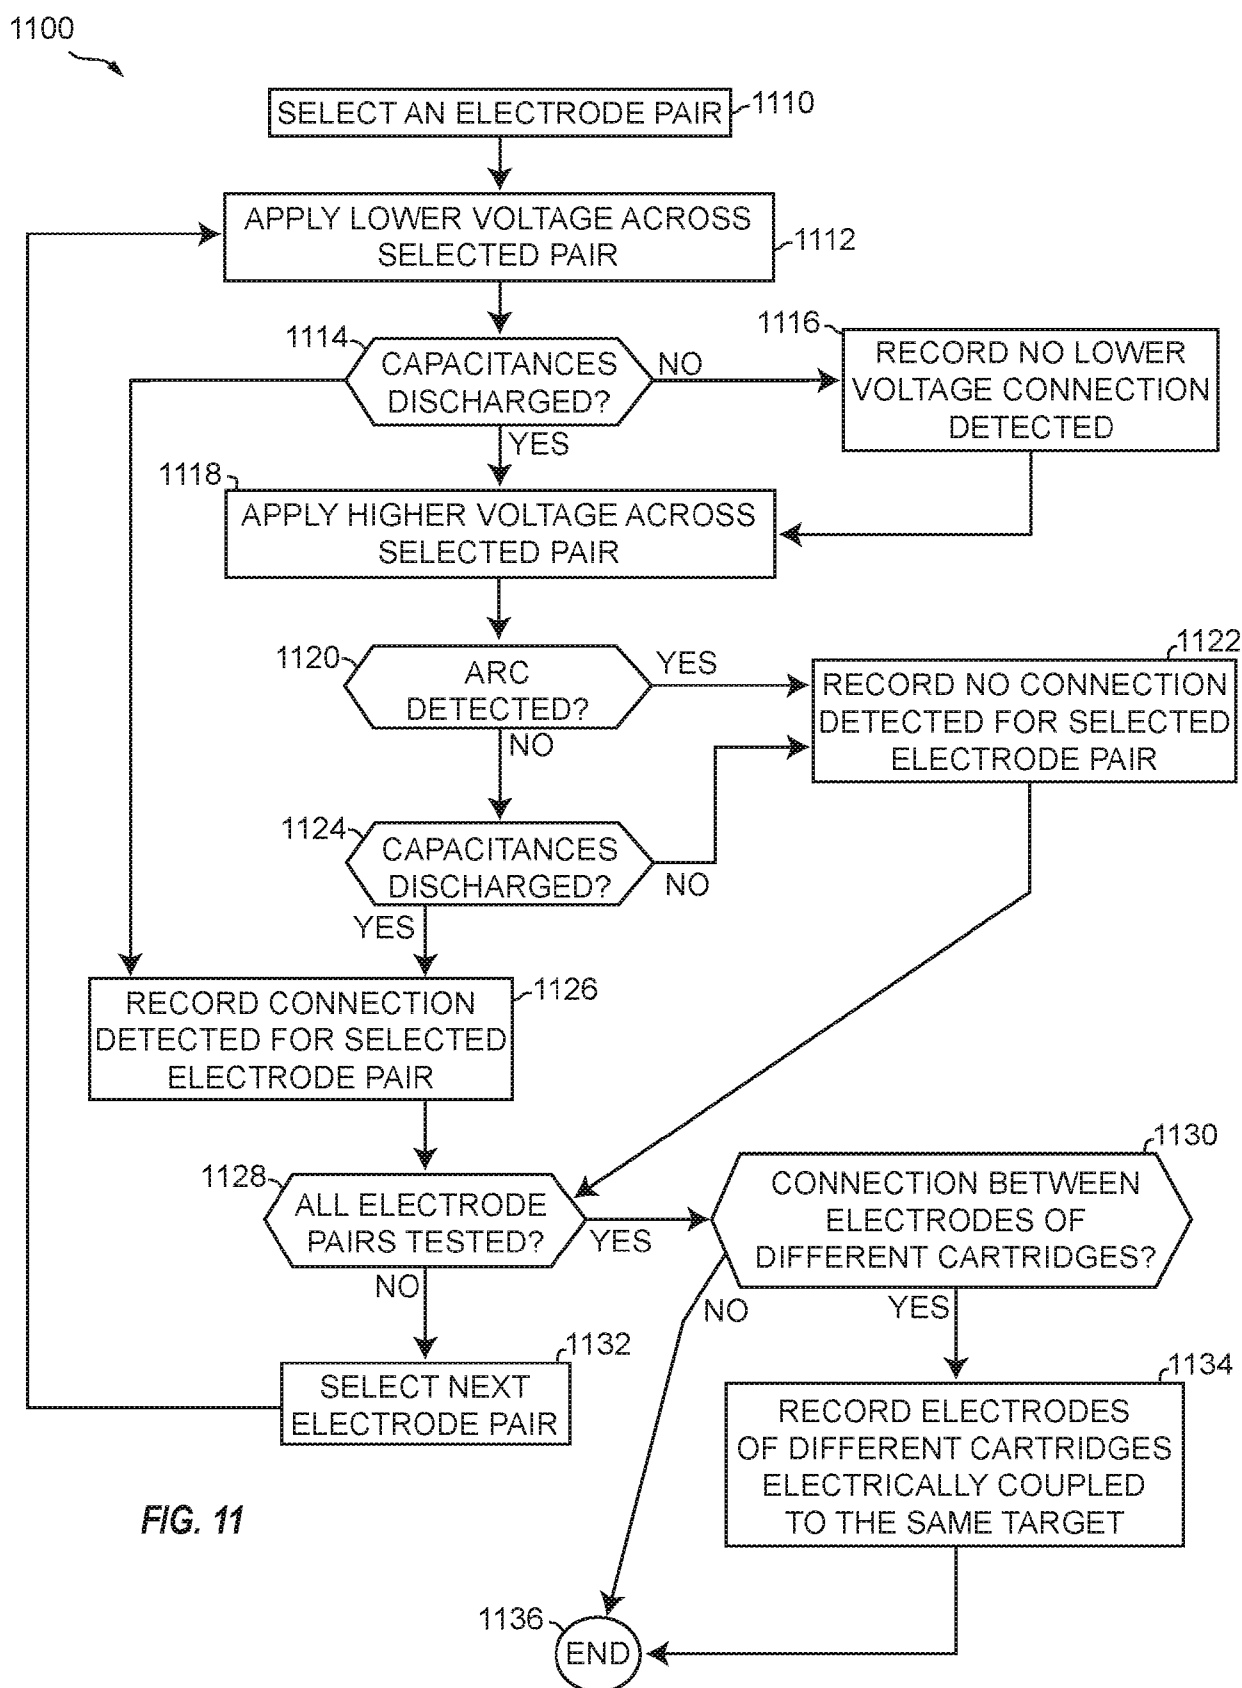 1100
SELECT AN ELECTRODE PAIR
1110
APPLY LOWER VOLTAGE ACROSS
SELECTED PAIR
1112
1114
CAPACITANCES
DISCHARGED?
NO
YES
1116
RECORD NO LOWER
VOLTAGE CONNECTION
DETECTED
1118
APPLY HIGHER VOLTAGE ACROSS
SELECTED PAIR
1120
ARC
DETECTED?
YES
NO
1122
RECORD NO CONNECTION
DETECTED FOR SELECTED
ELECTRODE PAIR
1124
CAPACITANCES
DISCHARGED?
NO
YES
RECORD CONNECTION
DETECTED FOR SELECTED
ELECTRODE PAIR
1126
1128
ALL ELECTRODE
PAIRS TESTED?
YES
NO
1130
CONNECTION BETWEEN
ELECTRODES OF
DIFFERENT CARTRIDGES?
NO
YES
1132
SELECT NEXT
ELECTRODE PAIR
1134
RECORD ELECTRODES
OF DIFFERENT CARTRIDGES
ELECTRICALLY COUPLED
TO THE SAME TARGET
FIG. 11
1136
END